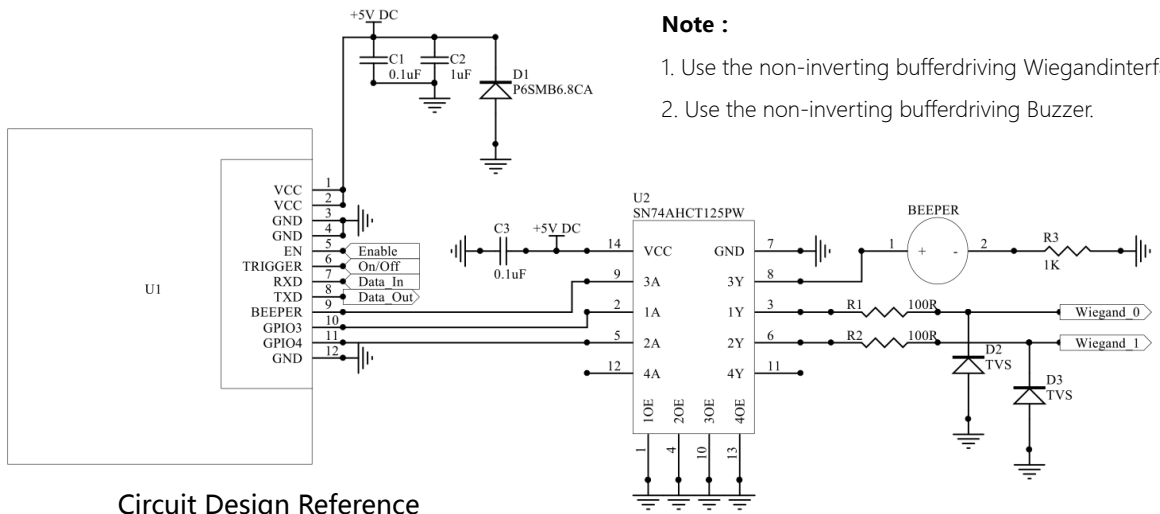 +5V DC
C1
0.1uF
C2
1uF
D1
P6SMB6.8CA
Note :
1. Use the non-inverting bufferdriving Wiegandinterf
2. Use the non-inverting bufferdriving Buzzer.
U1
VCC 1
VCC 2
GND 3
GND 4
EN 5 Enable
TRIGGER 6 On/Off
RXD 7 Data_In
TXD 8 Data_Out
BEEPER 9
GPIO3 10
GPIO4 11
GND 12
C3
0.1uF
+5V DC
U2
SN74AHCT125PW
14 VCC GND 7
9 3A 3Y 8
2 1A 1Y 3
5 2A 2Y 6
12 4A 4Y 11
1OE 2OE 3OE 4OE
1 4 10 13
BEEPER
1 + - 2
R3
1K
R1 100R
Wiegand_0
R2 100R
Wiegand_1
D2
TVS
D3
TVS
Circuit Design Reference